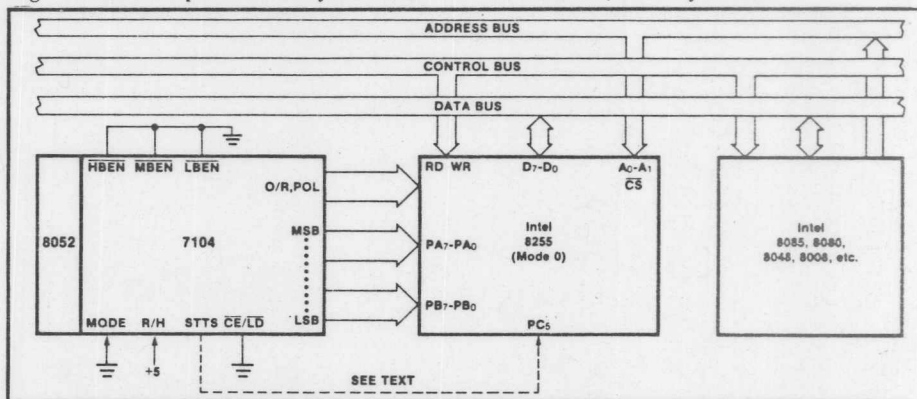 ADDRESS BUS
CONTROL BUS
DATA BUS
HBEN MBEN LBEN
O/R,POL
8052
7104
MSB
LSB
MODE R/H STTS CE/LD
+5
SEE TEXT
RD WR D7-D0 A0-A1
CS
Intel
8255
(Mode 0)
PA7-PA0
PB7-PB0
PC5
Intel
8085, 8080,
8048, 8008, etc.